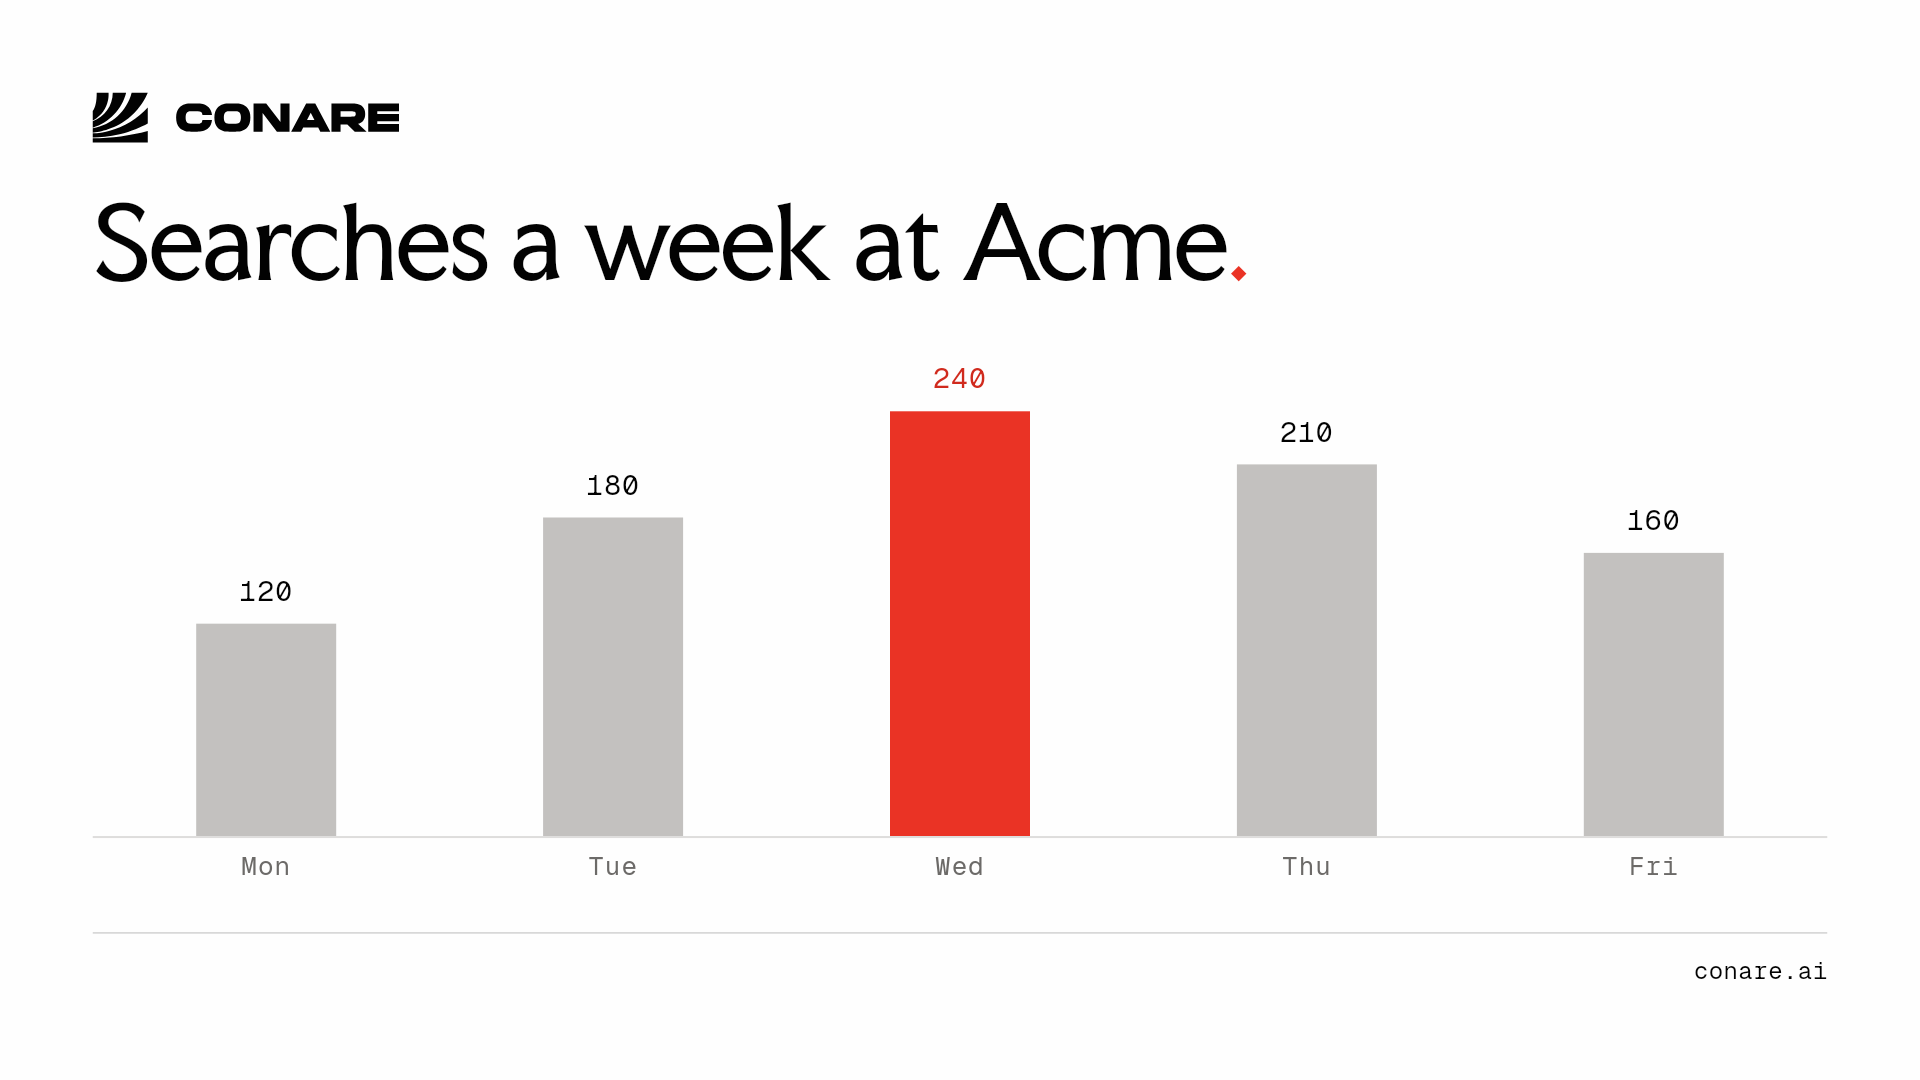 CONARE
Searches a week at Acme.
240
210
180
160
120
Mon Tue Wed Thu Fri
conare.ai